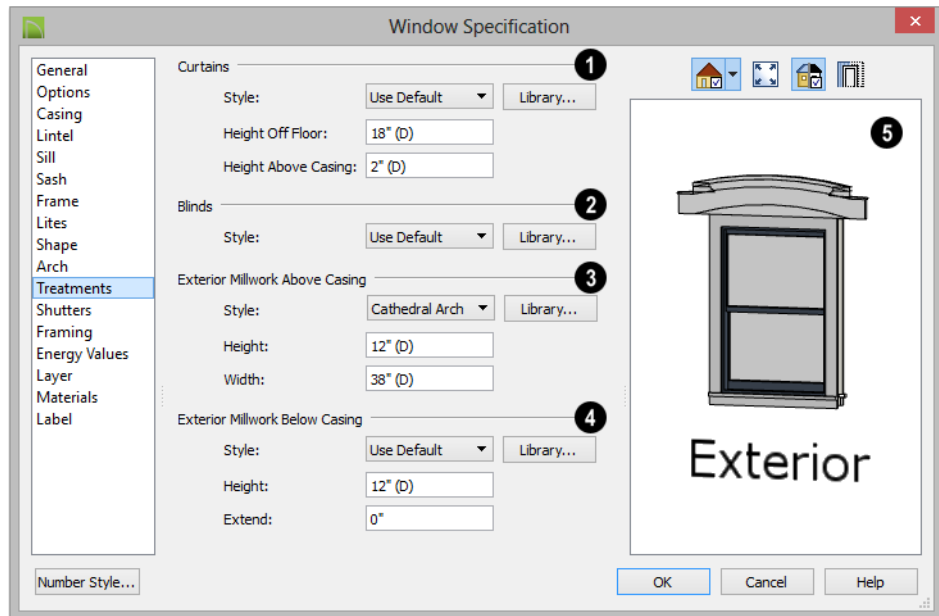 Window Specification
×
General
Options
Casing
Lintel
Sill
Sash
Frame
Lites
Shape
Arch
Treatments
Shutters
Framing
Energy Values
Layer
Materials
Label
Curtains 1
Style: Use Default Library...
Height Off Floor: 18" (D)
Height Above Casing: 2" (D)
Blinds 2
Style: Use Default Library...
Exterior Millwork Above Casing 3
Style: Cathedral Arch Library...
Height: 12" (D)
Width: 38" (D)
Exterior Millwork Below Casing 4
Style: Use Default Library...
Height: 12" (D)
Extend: 0"
5
Exterior
Number Style... OK Cancel Help